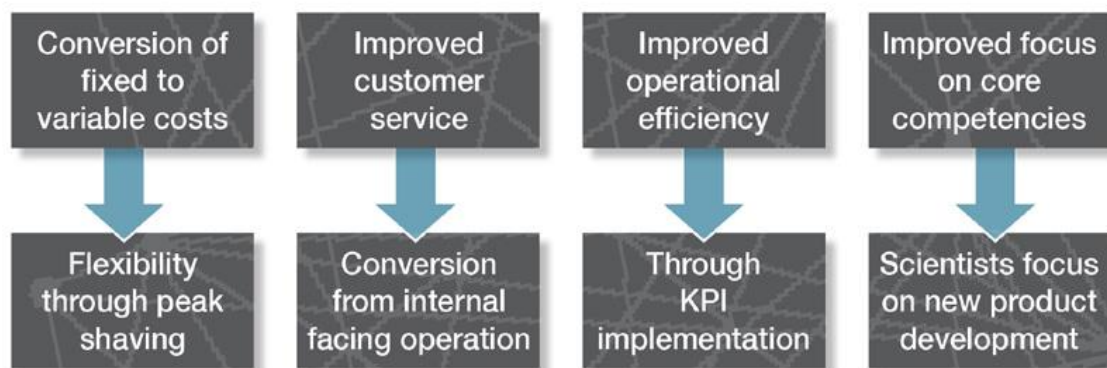 Conversion of
fixed to
variable costs
Improved
customer
service
Improved
operational
efficiency
Improved focus
on core
competencies
Flexibility
through peak
shaving
Conversion
from internal
facing operation
Through
KPI
implementation
Scientists focus
on new product
development